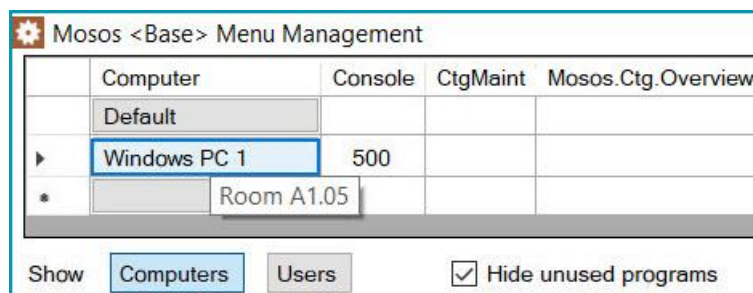 Mosos <Base> Menu Management
Computer Console CtgMaint Mosos.Ctg.Overview
Default
Windows PC 1 500
Room A1.05
Show Computers Users Hide unused programs